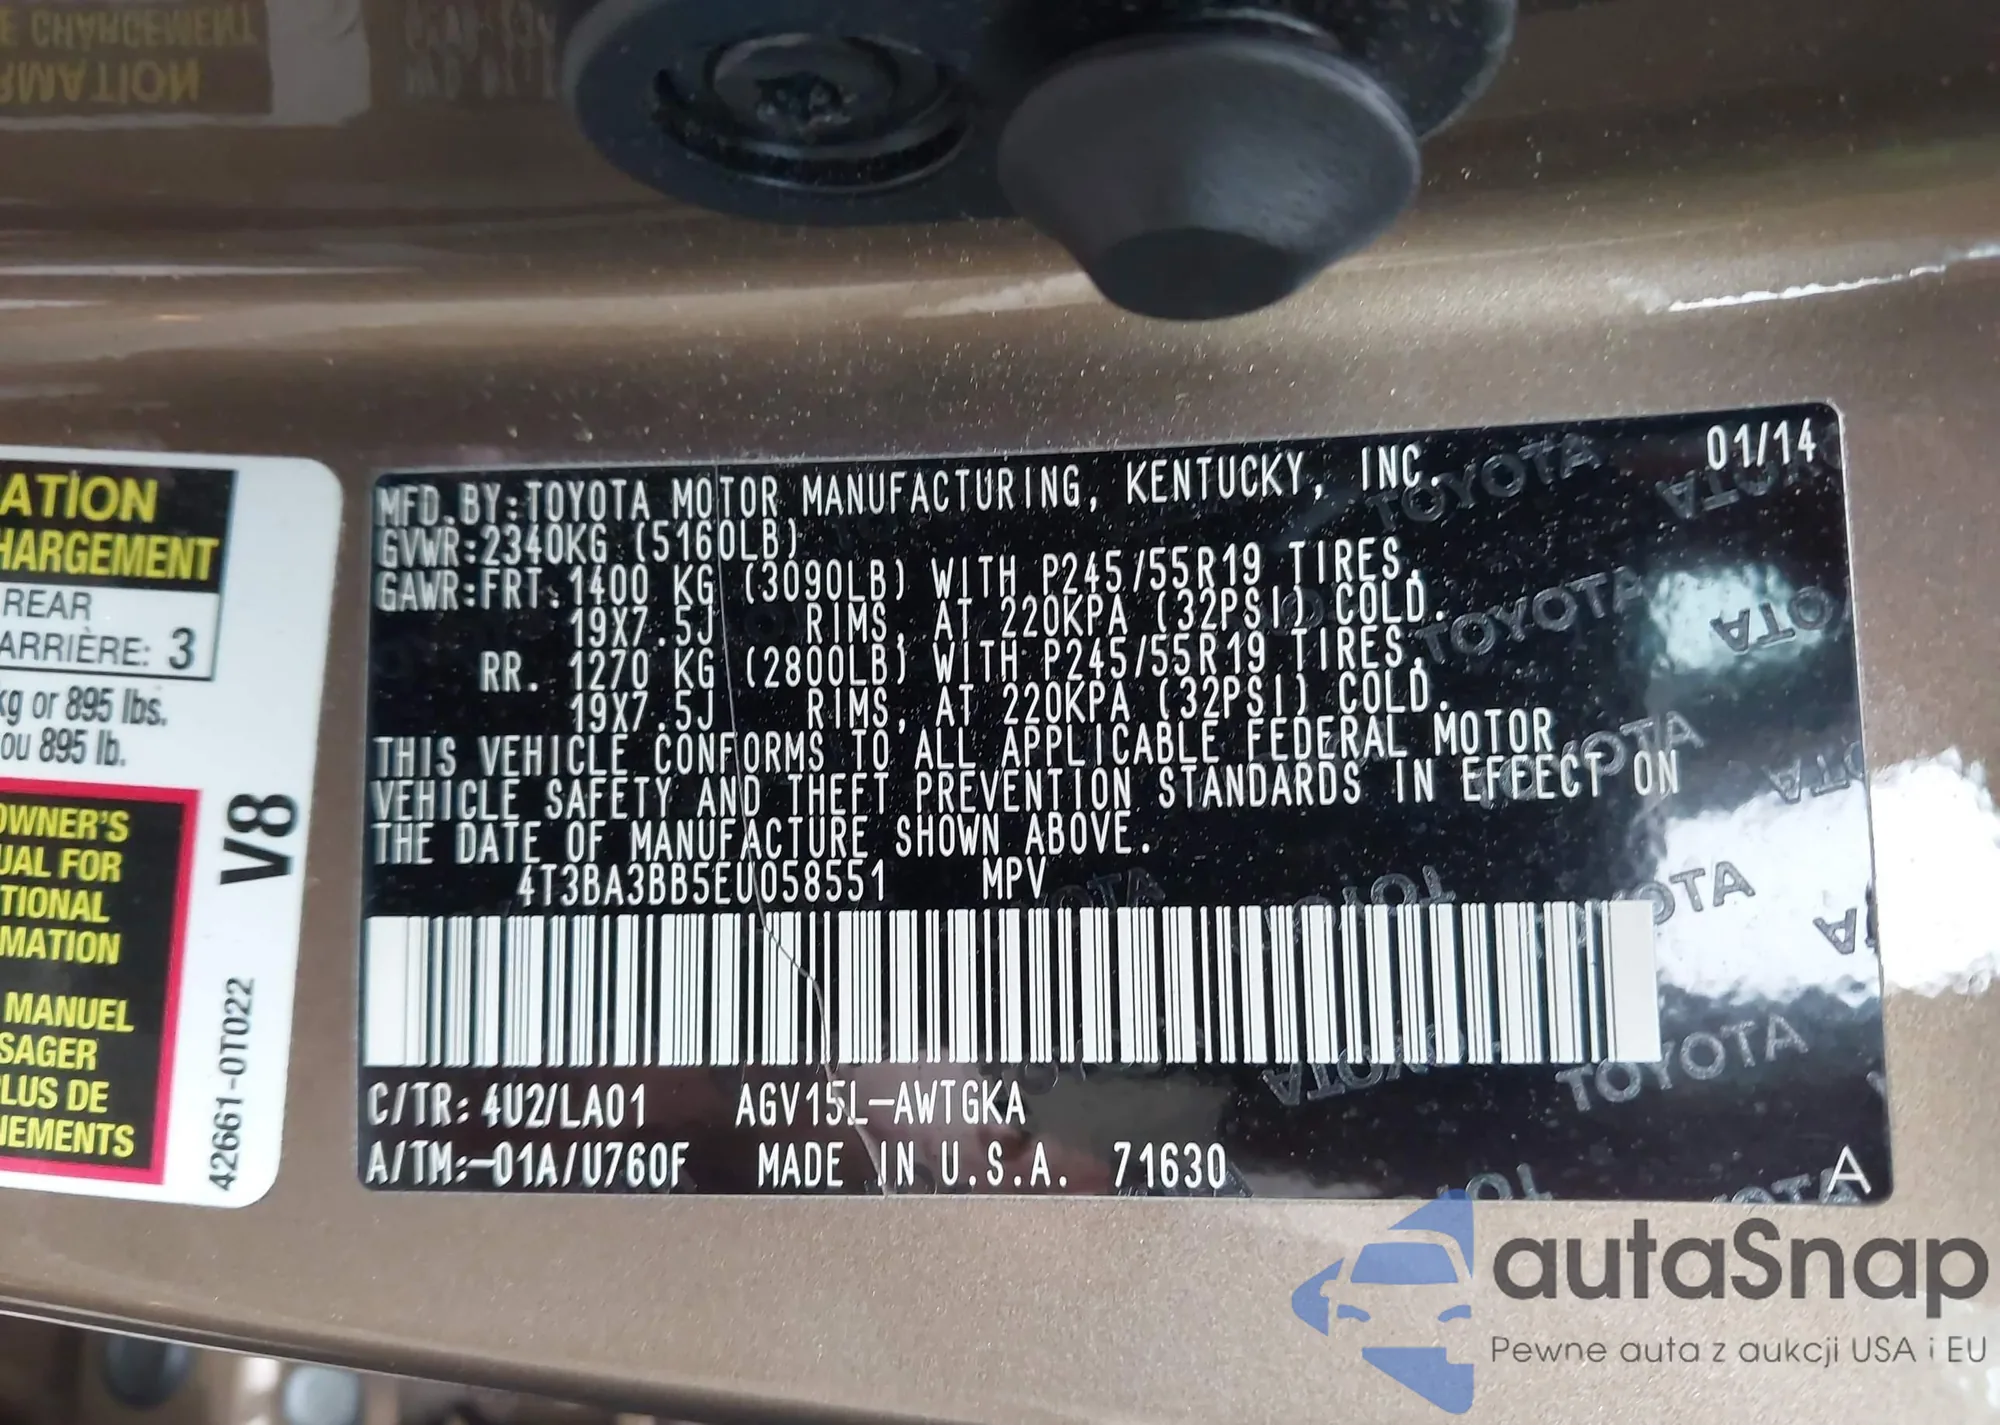 ATION
HARGEMENT
REAR
ARRIÈRE: 3
kg or 895 lbs.
ou 895 lb.
OWNER'S
UAL FOR
TIONAL
MATION
MANUEL
SAGER
PLUS DE
NEMENTS
V8
42661-0T022
01/14
MFD.BY:TOYOTA MOTOR MANUFACTURING, KENTUCKY, INC.
GVWR:2340KG (5160LB)
GAWR:FRT. 1400 KG (3090LB) WITH P245/55R19 TIRES,
19X7.5J RIMS, AT 220KPA (32PSI) COLD.
RR. 1270 KG (2800LB) WITH P245/55R19 TIRES,
19X7.5J RIMS, AT 220KPA (32PSI) COLD.
THIS VEHICLE CONFORMS TO ALL APPLICABLE FEDERAL MOTOR
VEHICLE SAFETY AND THEFT PREVENTION STANDARDS IN EFFECT ON
THE DATE OF MANUFACTURE SHOWN ABOVE.
4T3BA3BB5EU058551 MPV
C/TR: 4U2/LA01 AGV15L-AWTGKA
A/TM:-01A/U760F MADE IN U.S.A. 71630
A
autaSnap
Pewne auta z aukcji USA i EU